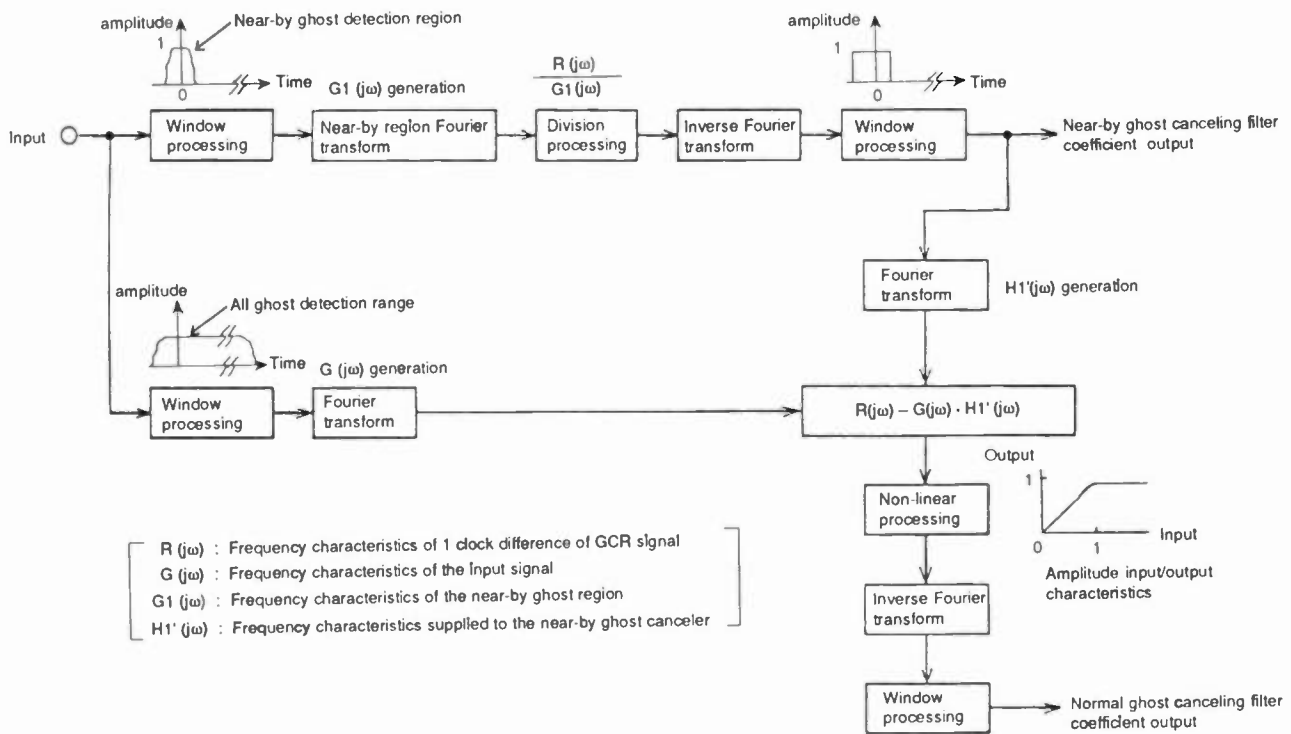 amplitude
Near-by ghost detection region
1
0
Time
G1 (jω) generation
R (jω)
G1 (jω)
1
0
Time
Input
Window
processing
Near-by region Fourier
transform
Division
processing
Inverse Fourier
transform
Window
processing
Near-by ghost canceling filter
coefficient output
Fourier
transform
H1'(jω) generation
amplitude
All ghost detection range
Time
G (jω) generation
Window
processing
Fourier
transform
R(jω) – G(jω) · H1' (jω)
Output
1
0
1
Input
Amplitude input/output
characteristics
Non-linear
processing
R (jω) : Frequency characteristics of 1 clock difference of GCR signal
G (jω) : Frequency characteristics of the input signal
G1 (jω) : Frequency characteristics of the near-by ghost region
H1' (jω) : Frequency characteristics supplied to the near-by ghost canceler
Inverse Fourier
transform
Window
processing
Normal ghost canceling filter
coefficient output